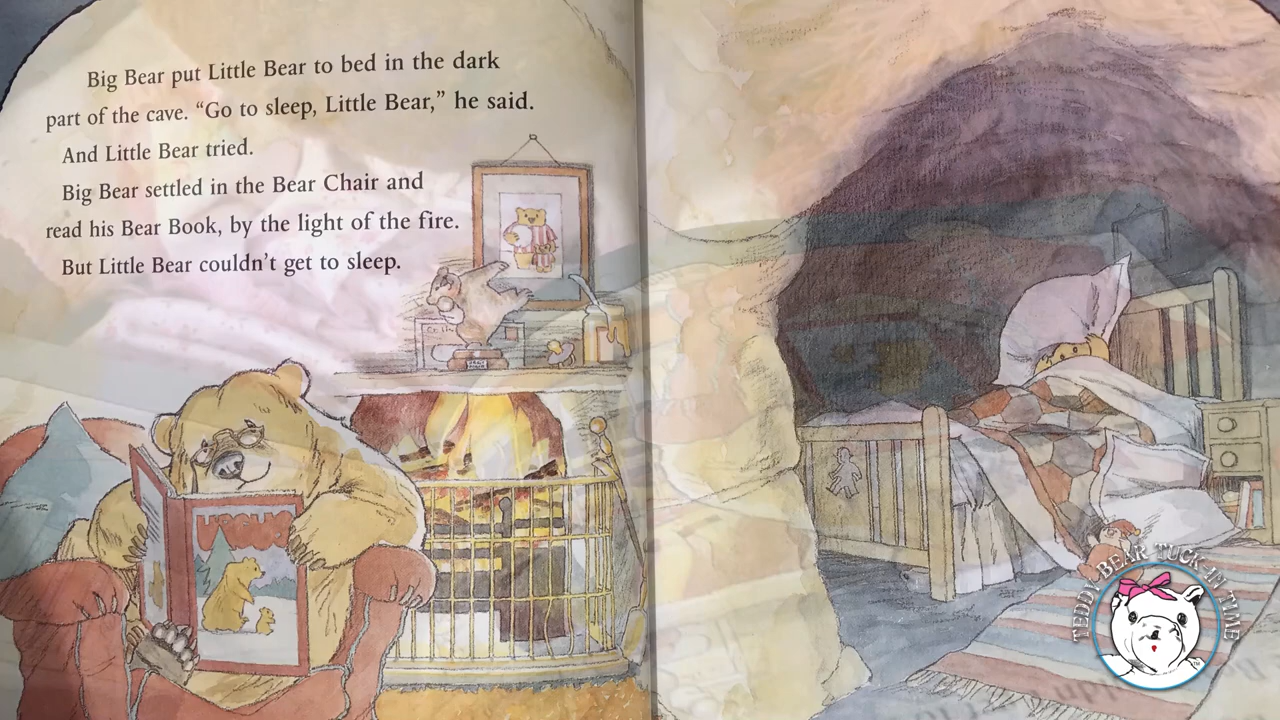 Big Bear put Little Bear to bed in the dark
part of the cave. “Go to sleep, Little Bear,” he said.
And Little Bear tried.
Big Bear settled in the Bear Chair and
read his Bear Book, by the light of the fire.
But Little Bear couldn’t get to sleep.
TEDDY BEAR TUCK-IN TIME
TM